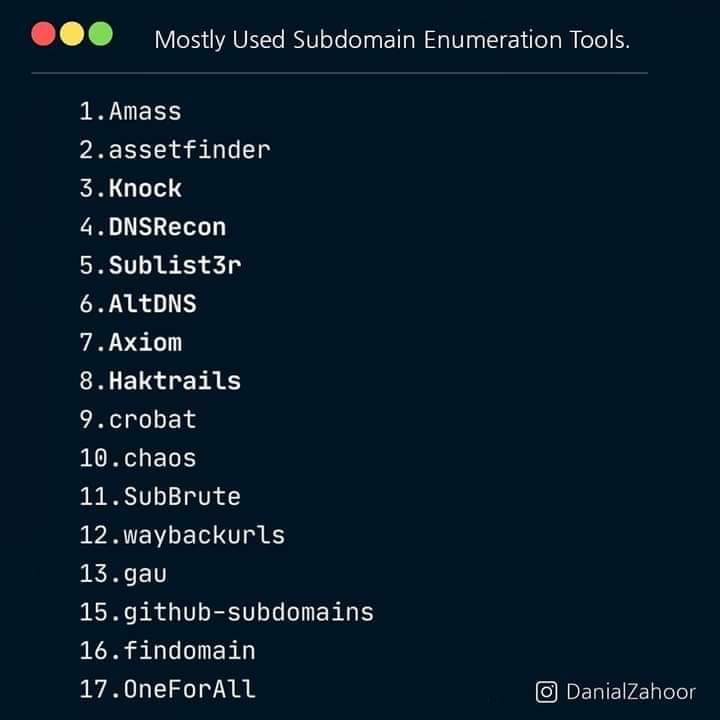 Mostly Used Subdomain Enumeration Tools.
1.Amass
2.assetfinder
3.Knock
4.DNSRecon
5.Sublist3r
6.AltDNS
7.Axiom
8.Haktrails
9.crobat
10.chaos
11.SubBrute
12.waybackurls
13.gau
15.github-subdomains
16.findomain
17.OneForAll
DanialZahoor